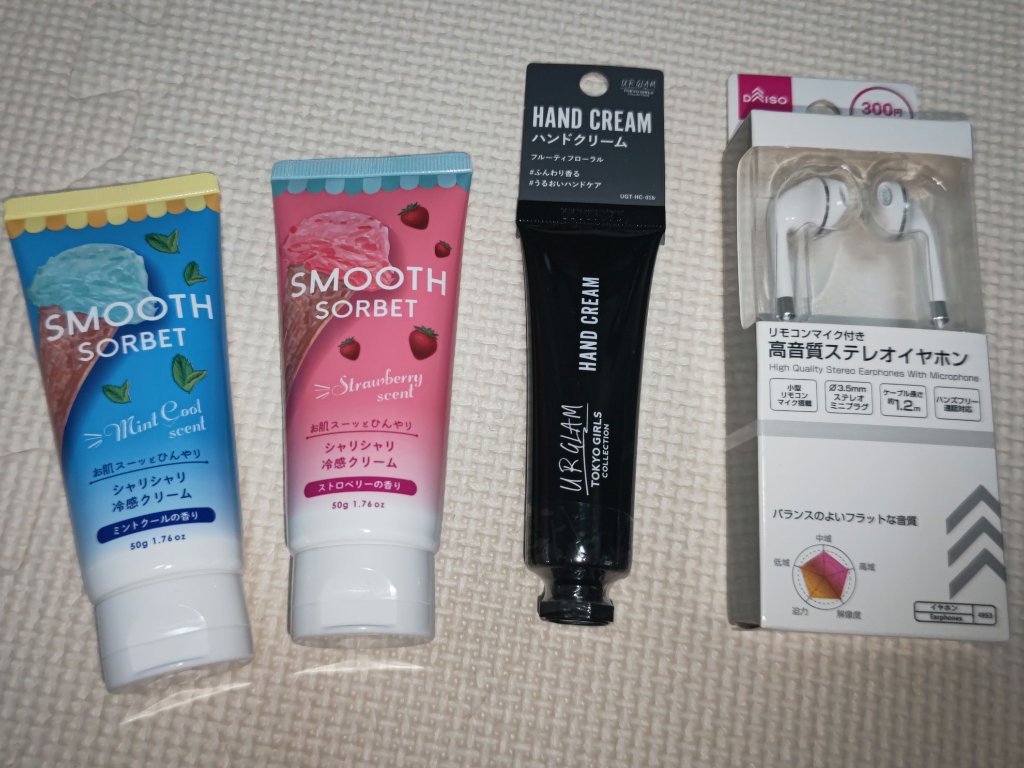 SMOOTH
SORBET
Mint Cool
scent
お肌スーッとひんやり
シャリシャリ
冷感クリーム
ミントクールの香り
50g 1.76oz
SMOOTH
SORBET
Strawberry
scent
お肌スーッとひんやり
シャリシャリ
冷感クリーム
ストロベリーの香り
50g 1.76oz
URGLAM
TOKYO GIRLS
COLLECTION
HAND CREAM
ハンドクリーム
フルーティフローラル
#ふんわり香る
#うるおいハンドケア
UGT-HC-01b
HAND CREAM
URGLAM
TOKYO GIRLS
COLLECTION
DAISO
300円
リモコンマイク付き
高音質ステレオイヤホン
High Quality Stereo Earphones With Microphone
小型
リモコン
マイク搭載
Ø3.5mm
ステレオ
ミニプラグ
ケーブル長さ
約1.2m
ハンズフリー
通話対応
バランスのよいフラットな音質
中域
低域
高域
迫力
解像度
イヤホン
Earphones
4953